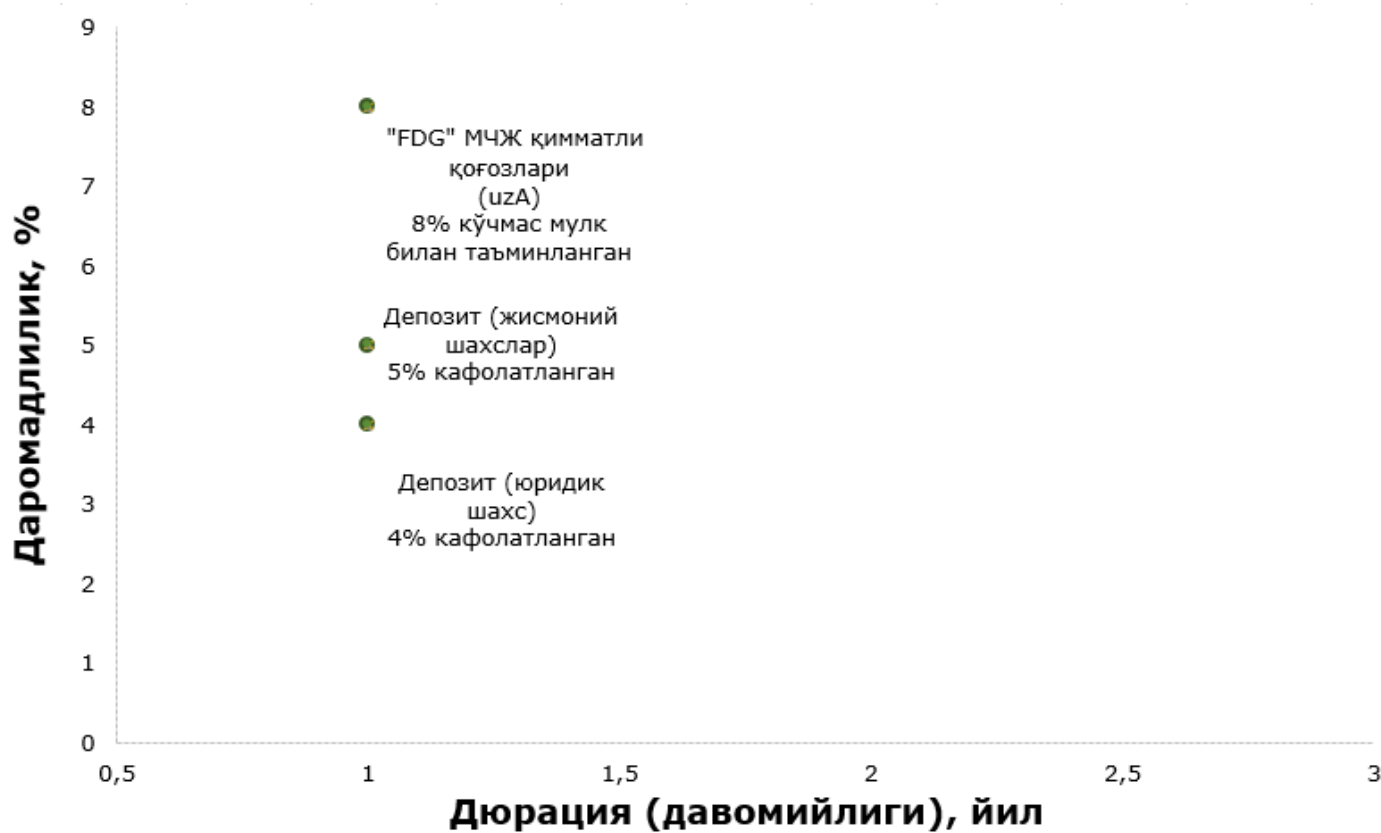 9
8
"FDG" МЧЖ қимматли
қоғозлари
(uzA)
8% кўчмас мулк
билан таъминланган
7
6
Депозит (жисмоний
шахслар)
5% кафолатланган
5
4
Депозит (юридик
шахс)
4% кафолатланган
3
2
1
0
Даромадлилик, %
0,5 1 1,5 2 2,5 3
Дюрация (давомийлиги), йил